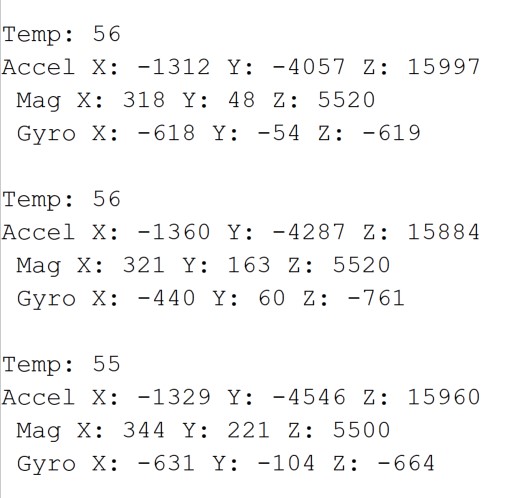 Temp: 56
Accel X: -1312 Y: -4057 Z: 15997
Mag X: 318 Y: 48 Z: 5520
Gyro X: -618 Y: -54 Z: -619
Temp: 56
Accel X: -1360 Y: -4287 Z: 15884
Mag X: 321 Y: 163 Z: 5520
Gyro X: -440 Y: 60 Z: -761
Temp: 55
Accel X: -1329 Y: -4546 Z: 15960
Mag X: 344 Y: 221 Z: 5500
Gyro X: -631 Y: -104 Z: -664